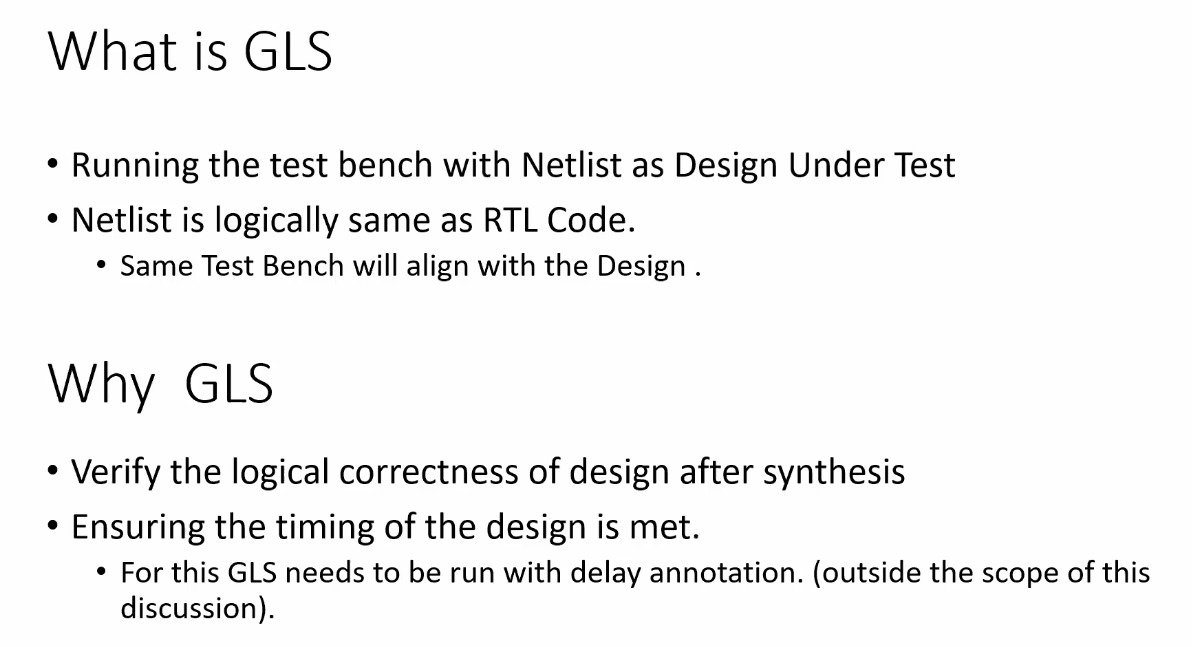 What is GLS
• Running the test bench with Netlist as Design Under Test
• Netlist is logically same as RTL Code.
• Same Test Bench will align with the Design .
Why GLS
• Verify the logical correctness of design after synthesis
• Ensuring the timing of the design is met.
• For this GLS needs to be run with delay annotation. (outside the scope of this
discussion).